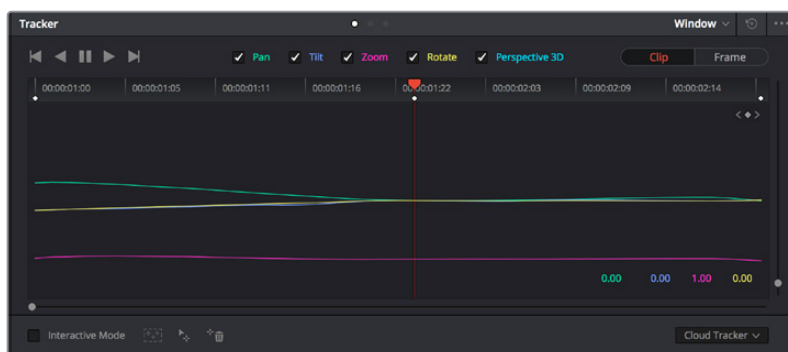 Tracker Window
Pan Tilt Zoom Rotate Perspective 3D Clip Frame
00:00:01:00 00:00:01:05 00:00:01:11 00:00:01:16 00:00:01:22 00:00:02:03 00:00:02:09 00:00:02:14
0.00 0.00 1.00 0.00
Interactive Mode Cloud Tracker